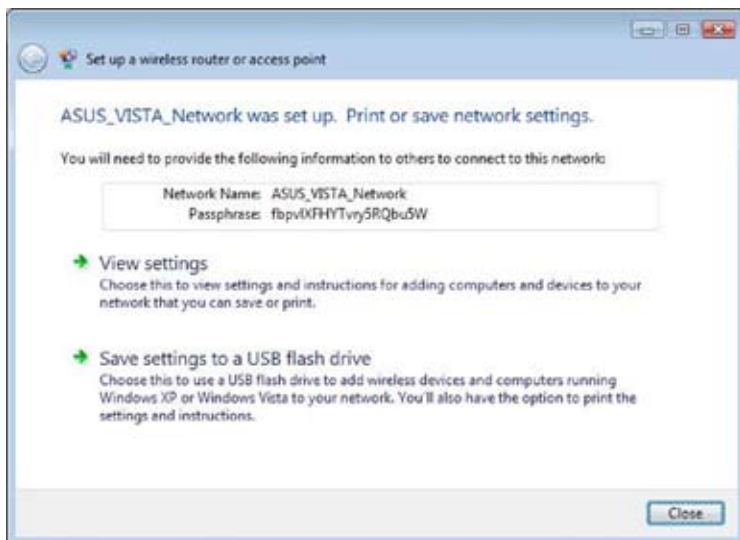 Set up a wireless router or access point
ASUS_VISTA_Network was set up. Print or save network settings.
You will need to provide the following information to others to connect to this network:
Network Name: ASUS_VISTA_Network
Passphrase:
View settings
Choose this to view settings and instructions for adding computers and devices to your
network that you can save or print.
Save settings to a USB flash drive
Choose this to use a USB flash drive to add wireless devices and computers running
Windows XP or Windows Vista to your network. You'll also have the option to print the
settings and instructions.
Close